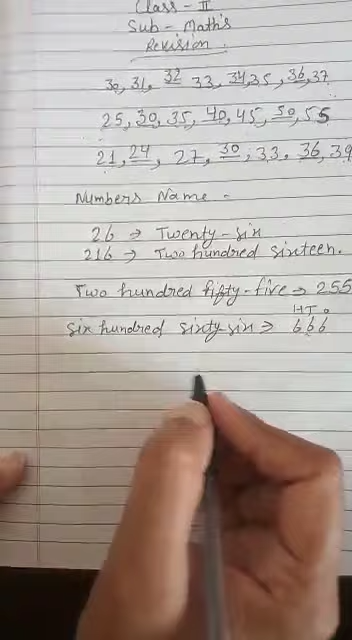 Class - II
Sub - Maths
Revision :
30, 31, 32 33, 34, 35, 36, 37
25, 30, 35, 40, 45, 50, 55
21, 24, 27, 30, 33, 36, 39
Numbers Name -
26 → Twenty-six
216 → Two hundred sixteen.
Two hundred fifty-five → 255
H T O
Six hundred sixty six → 666